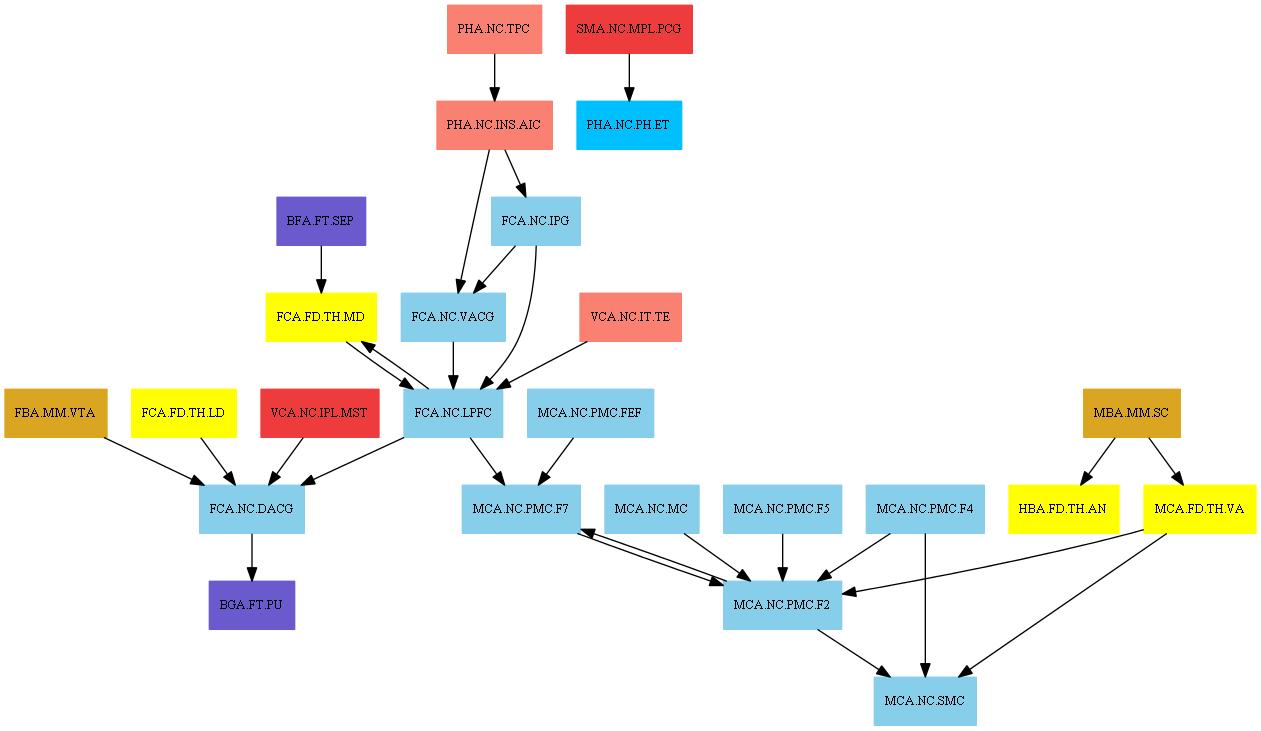 PHA.NC.TPC
SMA.NC.MPL.PCG
PHA.NC.INS.AIC
PHA.NC.PH.ET
BFA.FT.SEP
FCA.NC.IPG
FCA.FD.TH.MD
FCA.NC.VACG
VCA.NC.IT.TE
FBA.MM.VTA
FCA.FD.TH.LD
VCA.NC.IPL.MST
FCA.NC.LPFC
MCA.NC.PMC.FEF
MBA.MM.SC
FCA.NC.DACG
MCA.NC.PMC.F7
MCA.NC.MC
MCA.NC.PMC.F5
MCA.NC.PMC.F4
HBA.FD.TH.AN
MCA.FD.TH.VA
BGA.FT.PU
MCA.NC.PMC.F2
MCA.NC.SMC